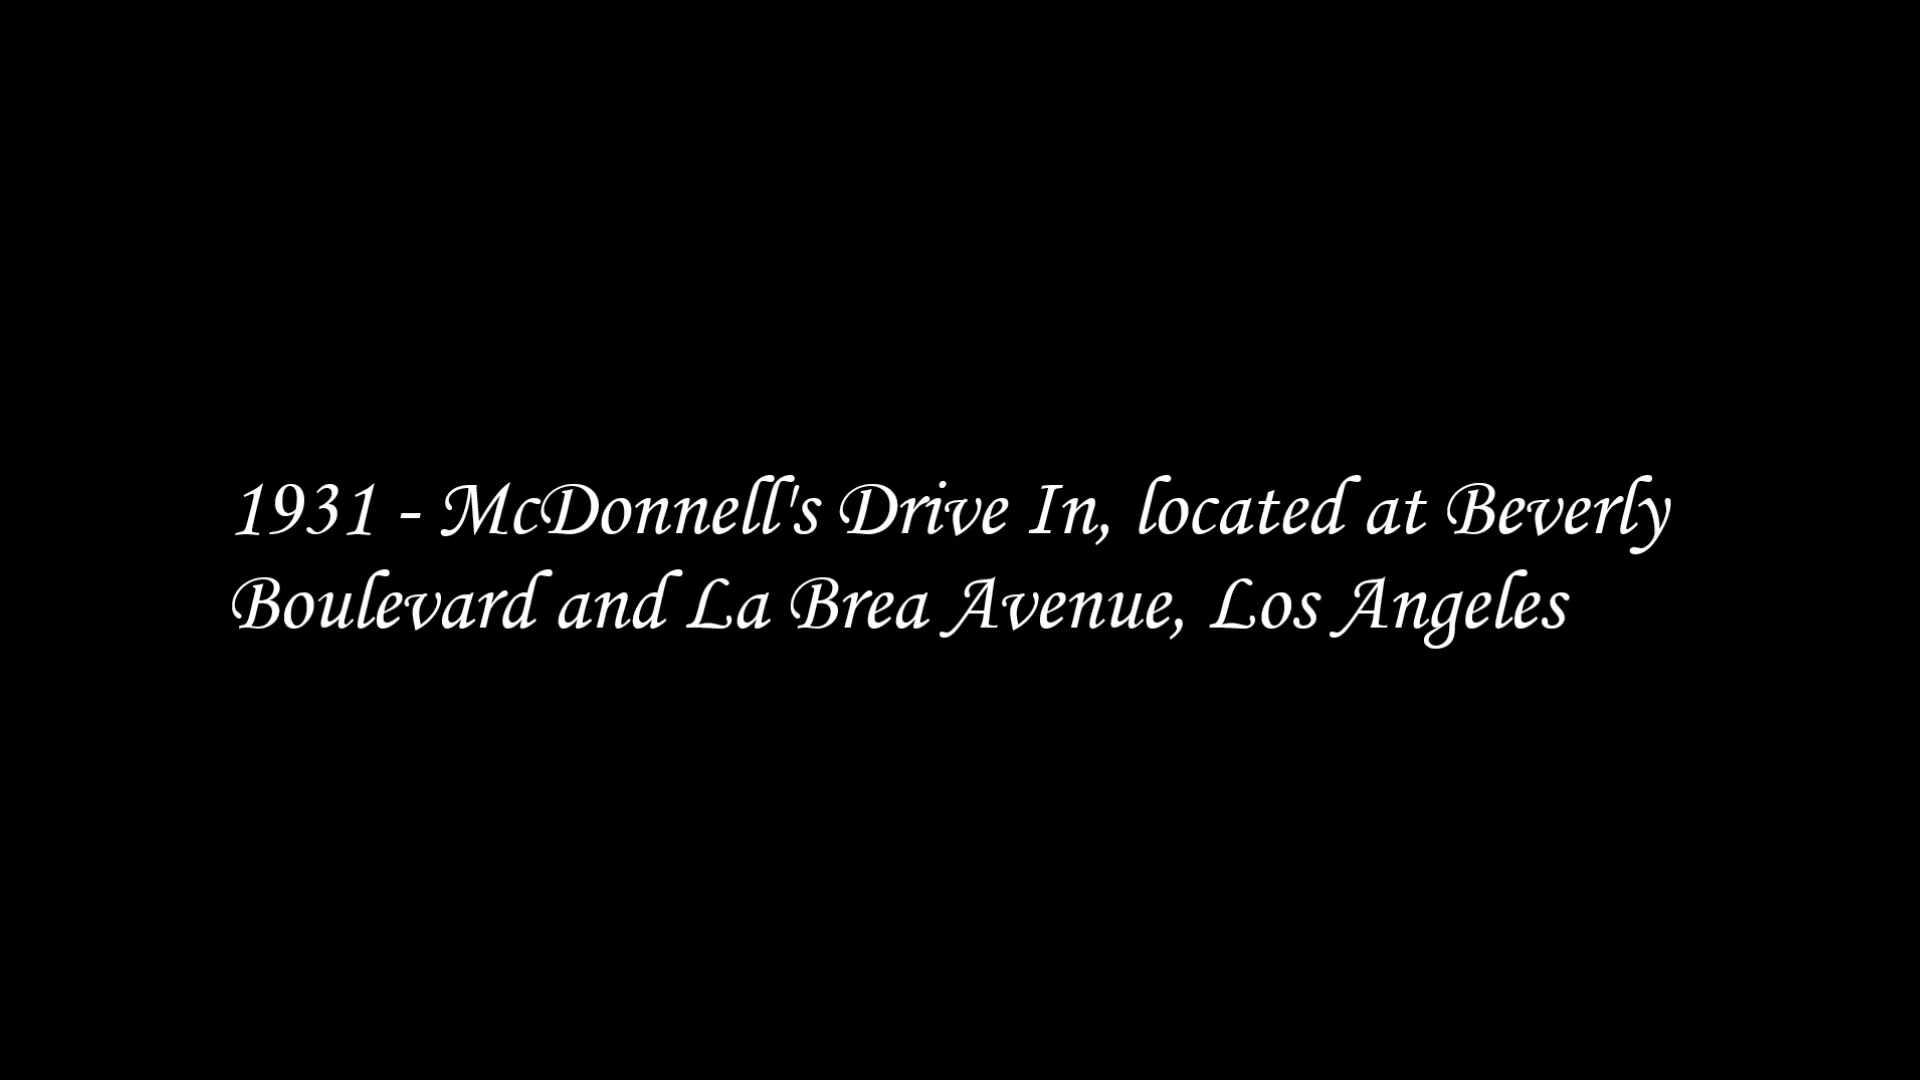 1931 - McDonnell's Drive In, located at Beverly
Boulevard and La Brea Avenue, Los Angeles